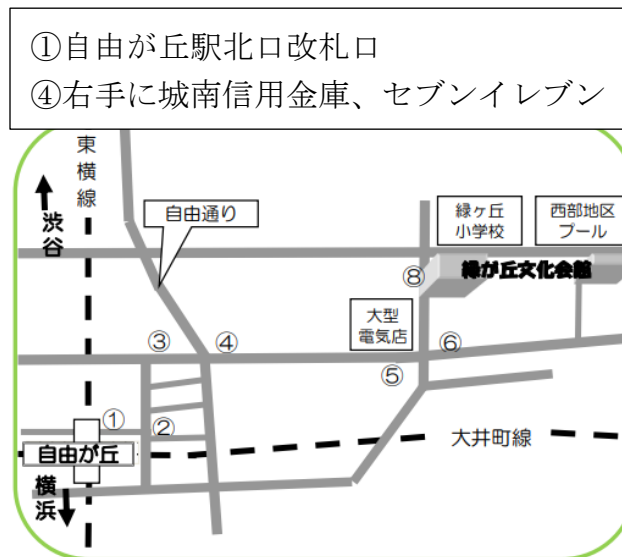 ①自由が丘駅北口改札口
④右手に城南信用金庫、セブンイレブン
東横線
渋谷
自由通り
緑ヶ丘
小学校
西部地区
プール
⑧
緑が丘文化会館
大型
電気店
③
④
⑥
⑤
①
②
自由が丘
大井町線
横浜